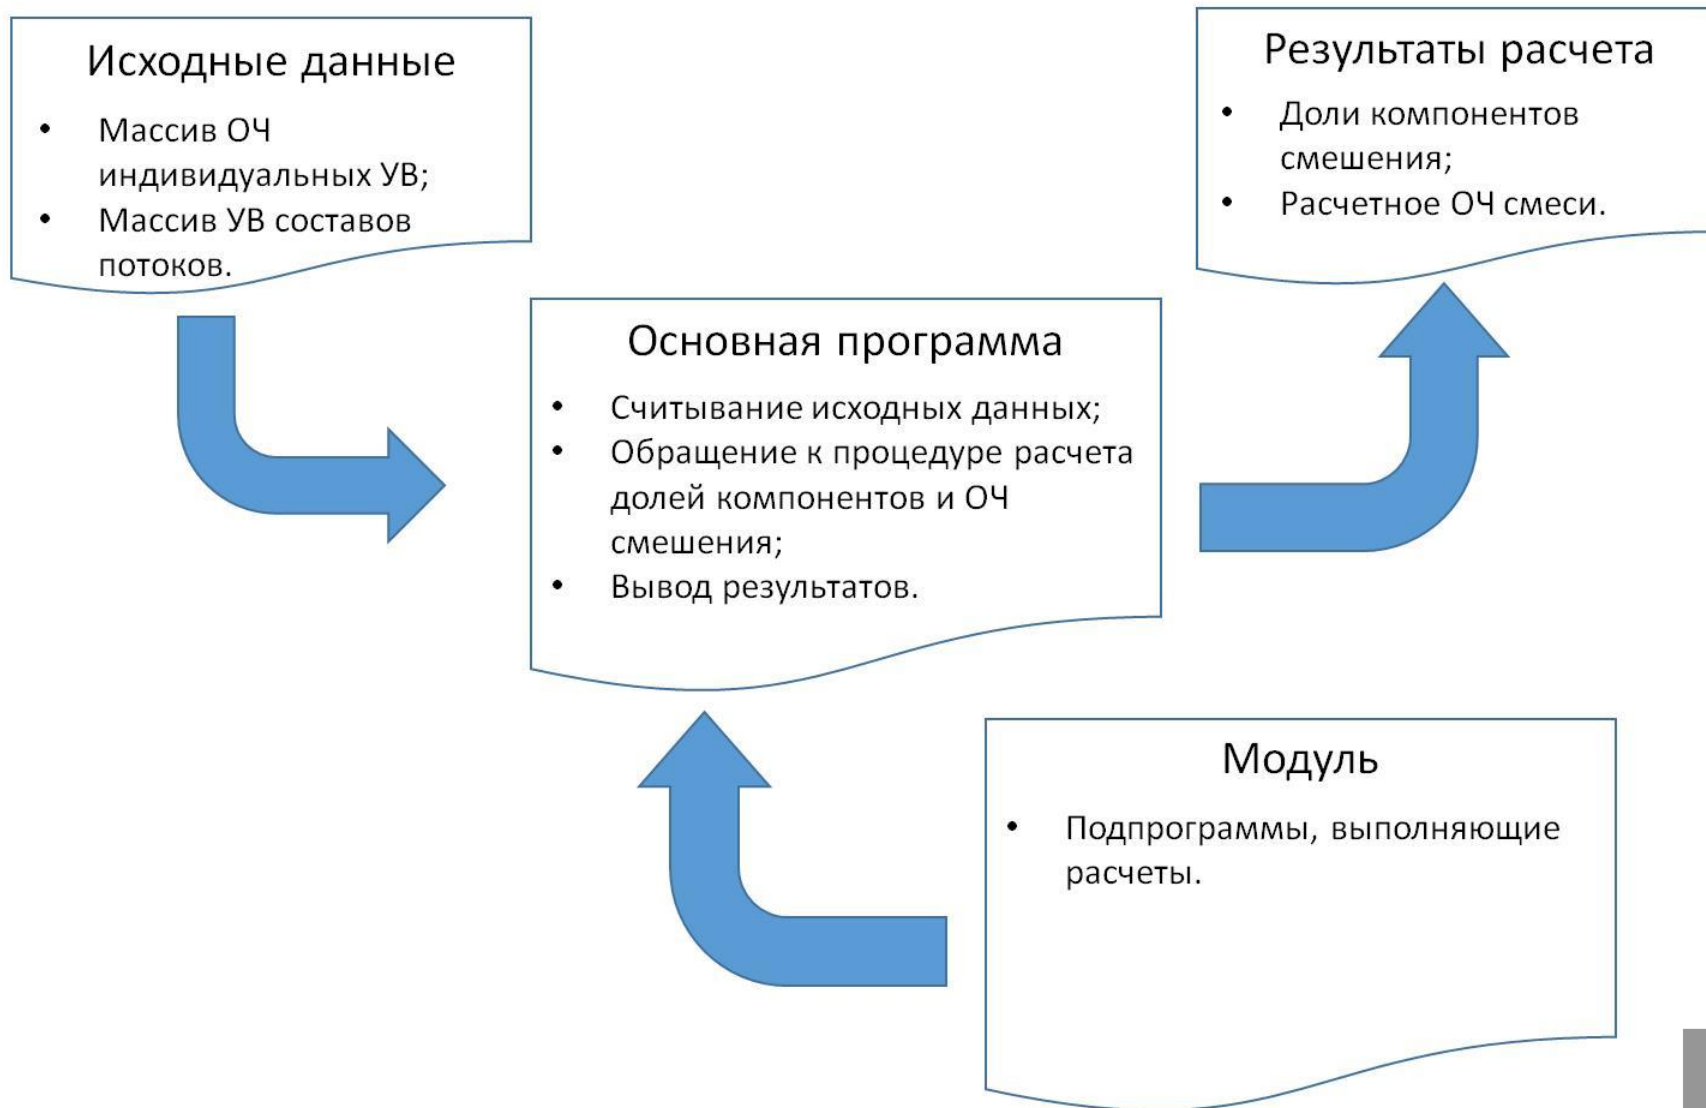 Исходные данные
• Массив ОЧ
индивидуальных УВ;
• Массив УВ составов
потоков.
Результаты расчета
• Доли компонентов
смешения;
• Расчетное ОЧ смеси.
Основная программа
• Считывание исходных данных;
• Обращение к процедуре расчета
долей компонентов и ОЧ
смешения;
• Вывод результатов.
Модуль
• Подпрограммы, выполняющие
расчеты.